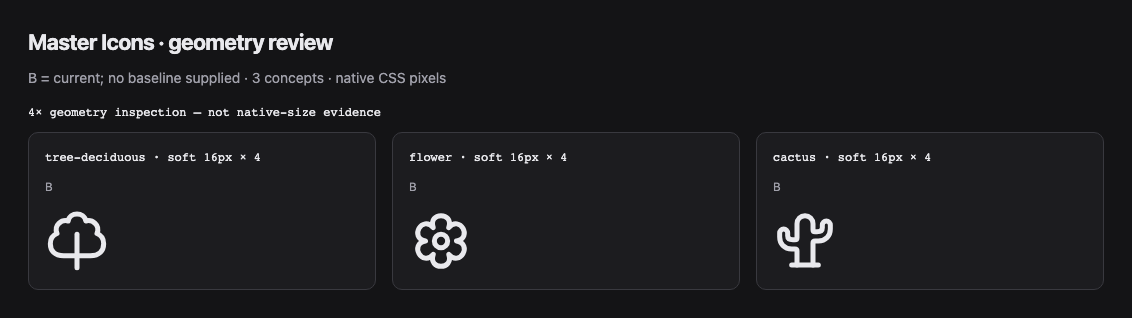 Master Icons · geometry review
B = current; no baseline supplied · 3 concepts · native CSS pixels
4× geometry inspection — not native-size evidence
tree-deciduous · soft 16px × 4
B
flower · soft 16px × 4
B
cactus · soft 16px × 4
B